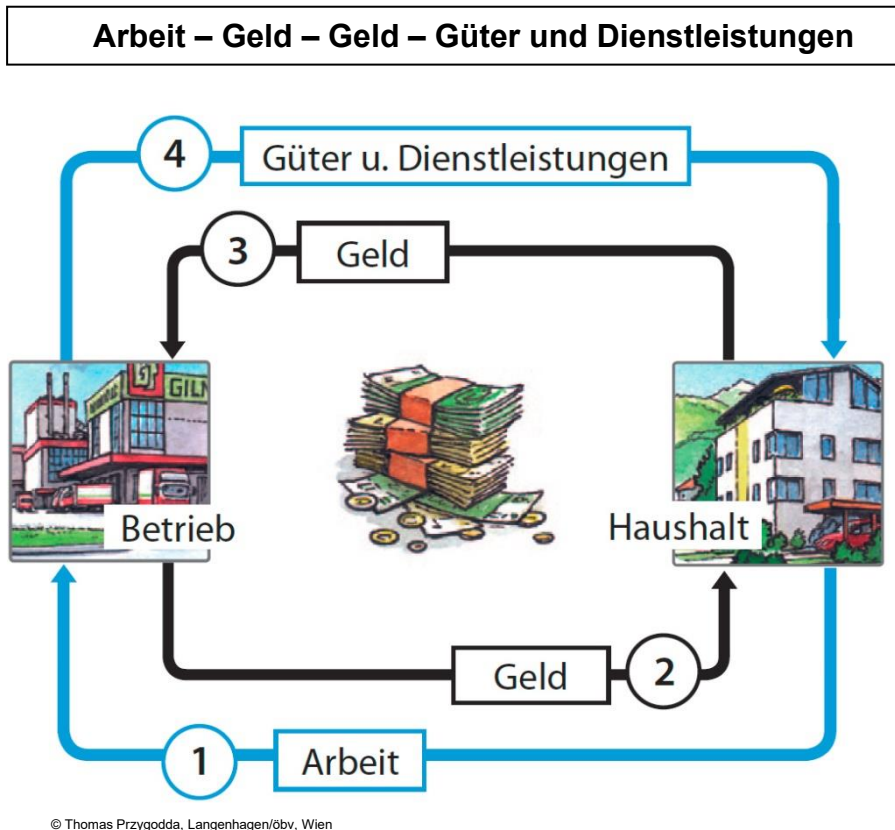 Arbeit – Geld – Geld – Güter und Dienstleistungen
4
Güter u. Dienstleistungen
3
Geld
GILN
Betrieb
Haushalt
Geld
2
1
Arbeit
© Thomas Przygodda, Langenhagen/öbv, Wien